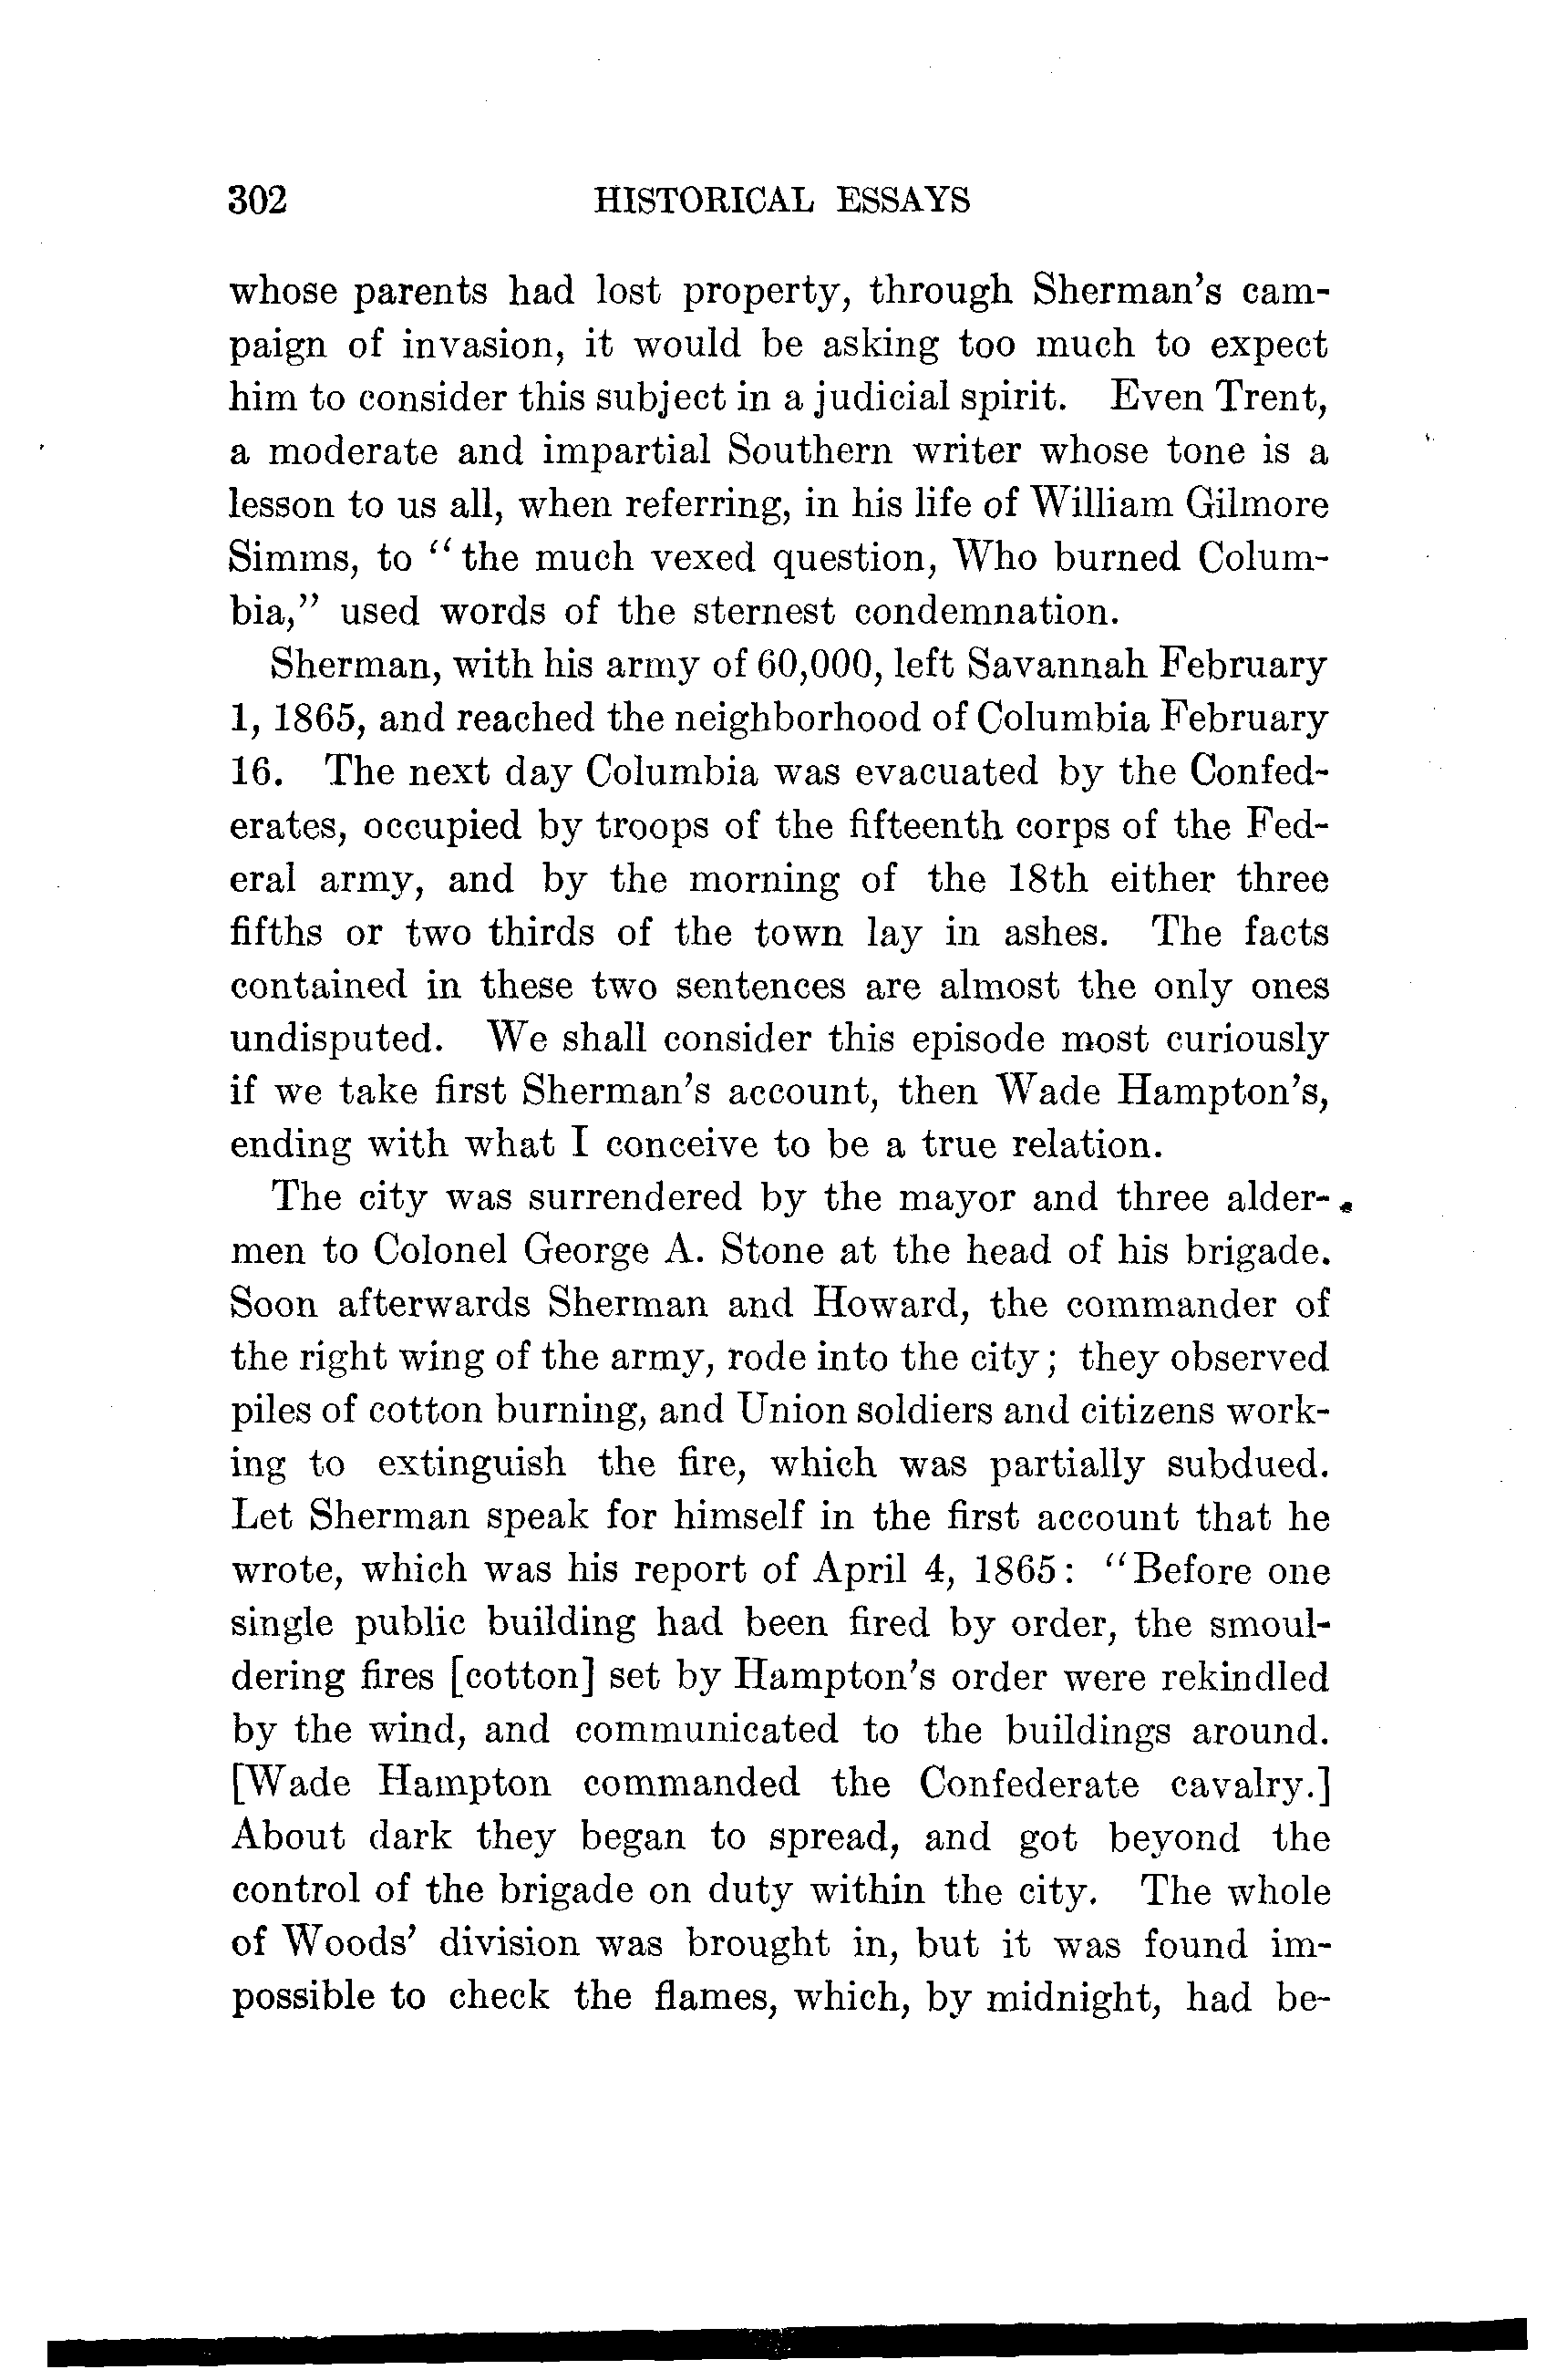 302 HISTORICAL ESSAYS
whose parents had lost property, through Sherman's cam-
paign of invasion, it would be asking too much to expect
him to consider this subject in a judicial spirit. Even Trent,
a moderate and impartial Southern writer whose tone is a
lesson to us all, when referring, in his life of William Gilmore
Simms, to "the much vexed question, Who burned Colum-
bia," used words of the sternest condemnation.
Sherman, with his army of 60,000, left Savannah February
1, 1865, and reached the neighborhood of Columbia February
16. The next day Columbia was evacuated by the Confed-
erates, occupied by troops of the fifteenth corps of the Fed-
eral army, and by the morning of the 18th either three
fifths or two thirds of the town lay in ashes. The facts
contained in these two sentences are almost the only ones
undisputed. We shall consider this episode most curiously
if we take first Sherman's account, then Wade Hampton's,
ending with what I conceive to be a true relation.
The city was surrendered by the mayor and three alder-
men to Colonel George A. Stone at the head of his brigade.
Soon afterwards Sherman and Howard, the commander of
the right wing of the army, rode into the city; they observed
piles of cotton burning, and Union soldiers and citizens work-
ing to extinguish the fire, which was partially subdued.
Let Sherman speak for himself in the first account that he
wrote, which was his report of April 4, 1865: "Before one
single public building had been fired by order, the smoul-
dering fires [cotton] set by Hampton's order were rekindled
by the wind, and communicated to the buildings around.
[Wade Hampton commanded the Confederate cavalry.]
About dark they began to spread, and got beyond the
control of the brigade on duty within the city. The whole
of Woods' division was brought in, but it was found im-
possible to check the flames, which, by midnight, had be-